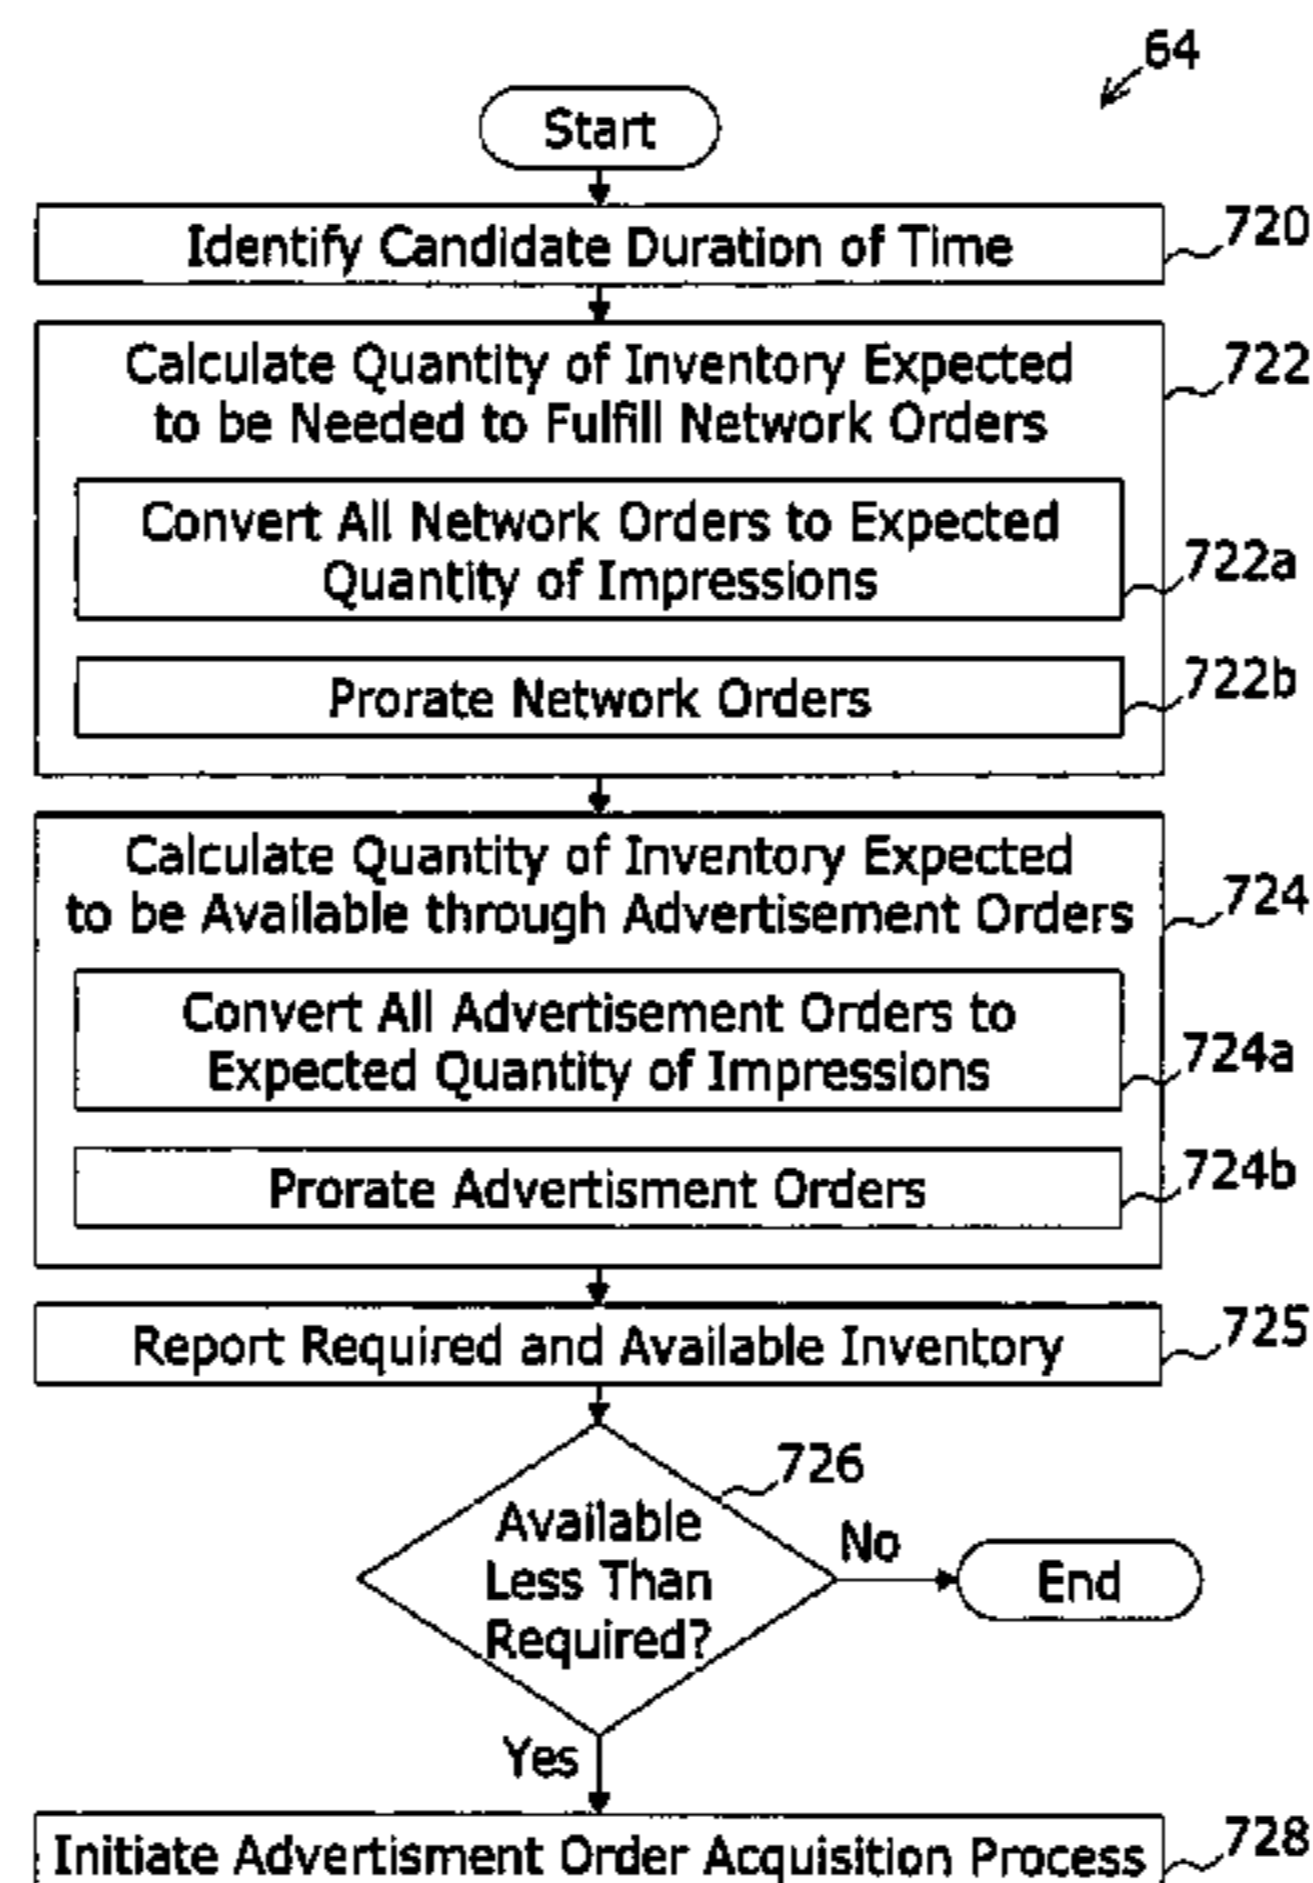 64
Start
Identify Candidate Duration of Time
720
Calculate Quantity of Inventory Expected
to be Needed to Fulfill Network Orders
722
Convert All Network Orders to Expected
Quantity of Impressions
722a
Prorate Network Orders
722b
Calculate Quantity of Inventory Expected
to be Available through Advertisement Orders
724
Convert All Advertisement Orders to
Expected Quantity of Impressions
724a
Prorate Advertisment Orders
724b
Report Required and Available Inventory
725
726
Available
Less Than
Required?
No
End
Yes
Initiate Advertisment Order Acquisition Process
728